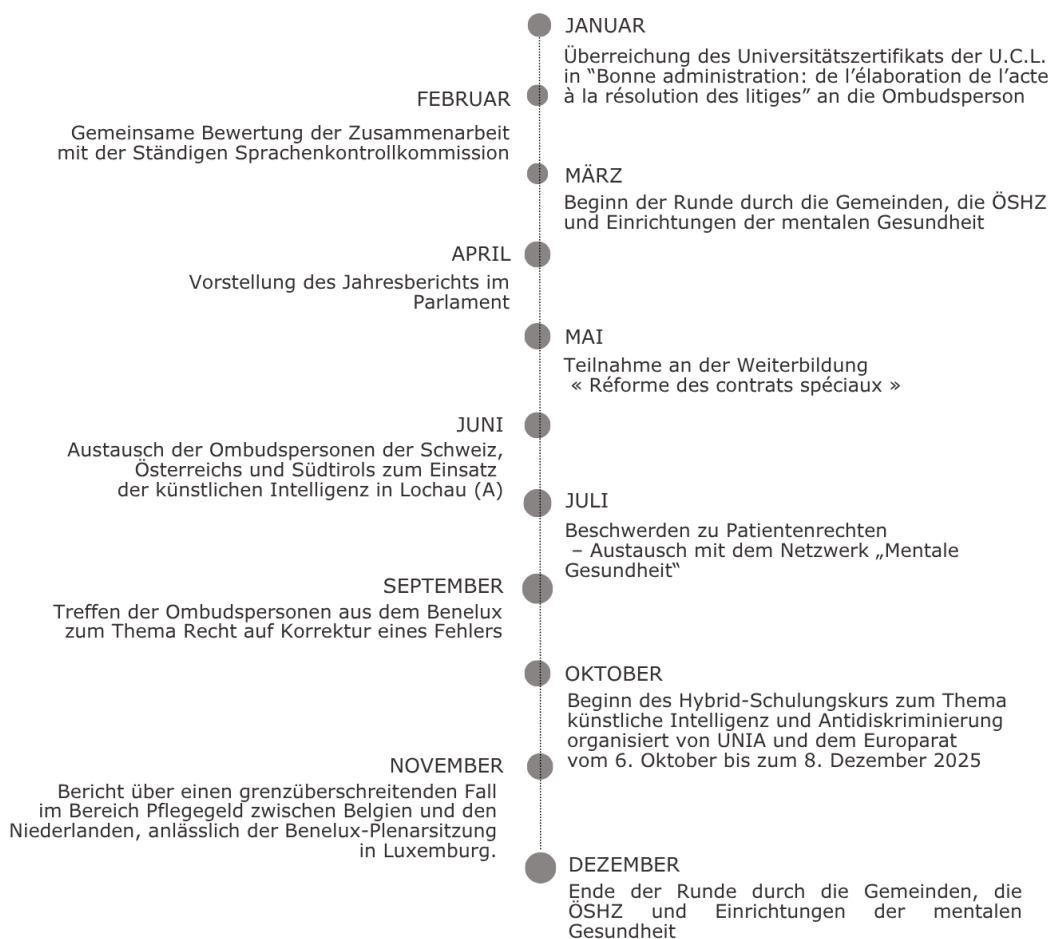 JANUAR
Überreichung des Universitätszertifikats der U.C.L.
in “Bonne administration: de l’élaboration de l’acte
à la résolution des litiges” an die Ombudsperson
FEBRUAR
Gemeinsame Bewertung der Zusammenarbeit
mit der Ständigen Sprachenkontrollkommission
MÄRZ
Beginn der Runde durch die Gemeinden, die ÖSHZ
und Einrichtungen der mentalen Gesundheit
APRIL
Vorstellung des Jahresberichts im
Parlament
MAI
Teilnahme an der Weiterbildung
« Réforme des contrats spéciaux »
JUNI
Austausch der Ombudspersonen der Schweiz,
Österreichs und Südtirols zum Einsatz
der künstlichen Intelligenz in Lochau (A)
JULI
Beschwerden zu Patientenrechten
– Austausch mit dem Netzwerk „Mentale
Gesundheit“
SEPTEMBER
Treffen der Ombudspersonen aus dem Benelux
zum Thema Recht auf Korrektur eines Fehlers
OKTOBER
Beginn des Hybrid-Schulungskurs zum Thema
künstliche Intelligenz und Antidiskriminierung
organisiert von UNIA und dem Europarat
vom 6. Oktober bis zum 8. Dezember 2025
NOVEMBER
Bericht über einen grenzüberschreitenden Fall
im Bereich Pflegegeld zwischen Belgien und den
Niederlanden, anlässlich der Benelux-Plenarsitzung
in Luxemburg.
DEZEMBER
Ende der Runde durch die Gemeinden, die
ÖSHZ und Einrichtungen der mentalen
Gesundheit